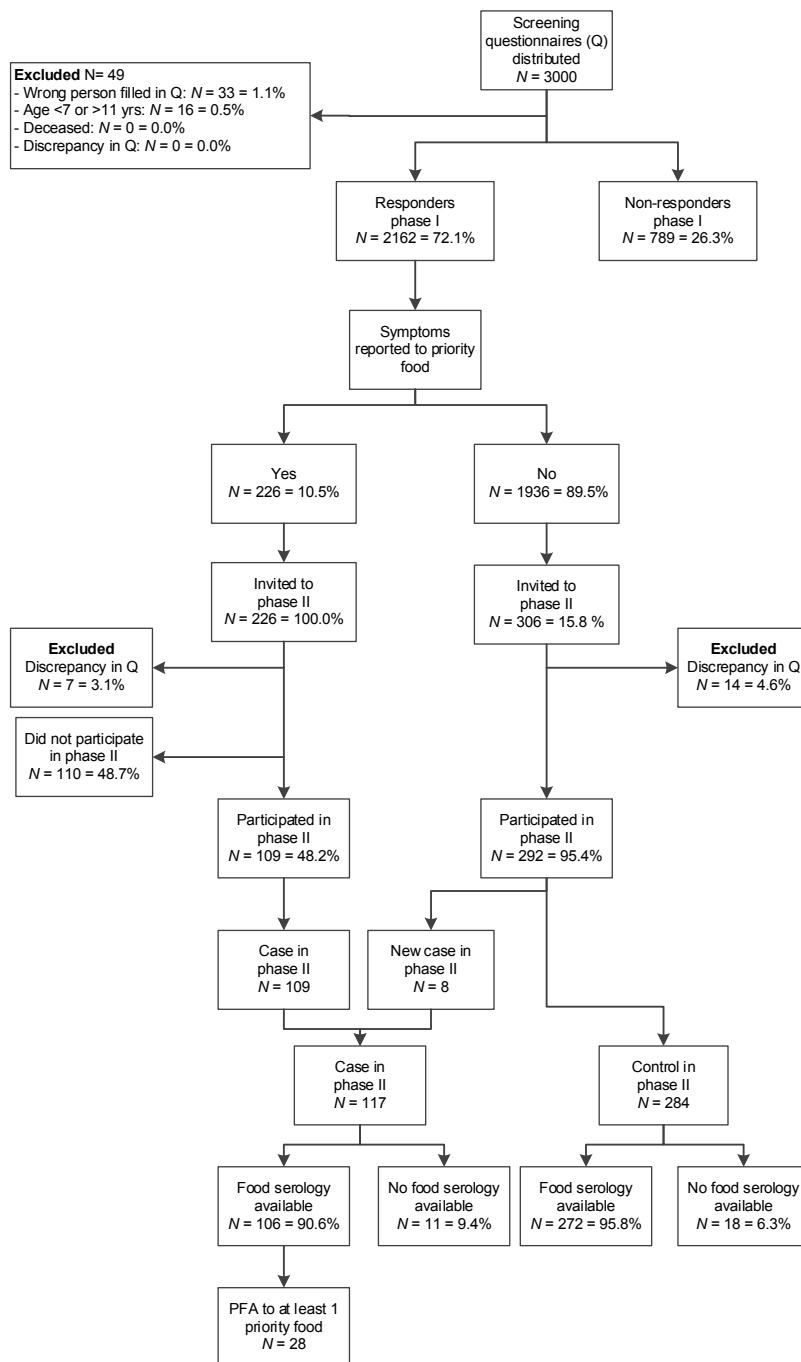 Screening
questionnaires (Q)
distributed
N = 3000
Excluded N= 49
- Wrong person filled in Q: N = 33 = 1.1%
- Age <7 or >11 yrs: N = 16 = 0.5%
- Deceased: N = 0 = 0.0%
- Discrepancy in Q: N = 0 = 0.0%
Responders
phase I
N = 2162 = 72.1%
Non-responders
phase I
N = 789 = 26.3%
Symptoms
reported to priority
food
Yes
N = 226 = 10.5%
No
N = 1936 = 89.5%
Invited to
phase II
N = 226 = 100.0%
Invited to
phase II
N = 306 = 15.8 %
Excluded
Discrepancy in Q
N = 7 = 3.1%
Excluded
Discrepancy in Q
N = 14 = 4.6%
Did not participate
in phase II
N = 110 = 48.7%
Participated in
phase II
N = 109 = 48.2%
Participated in
phase II
N = 292 = 95.4%
Case in
phase II
N = 109
New case in
phase II
N = 8
Case in
phase II
N = 117
Control in
phase II
N = 284
Food serology
available
N = 106 = 90.6%
No food serology
available
N = 11 = 9.4%
Food serology
available
N = 272 = 95.8%
No food serology
available
N = 18 = 6.3%
PFA to at least 1
priority food
N = 28